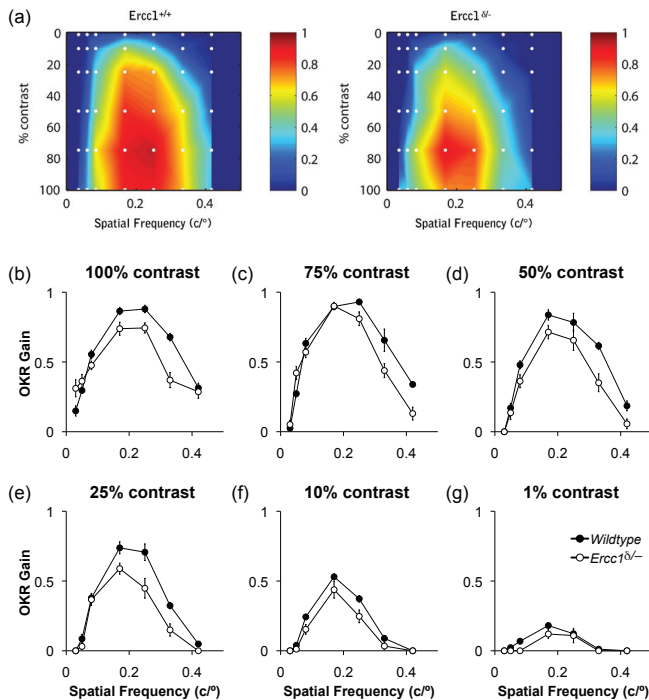 (a)
Ercc1+/+
Ercc1 δ/-
0
20
40
60
80
100
% contrast
0 0.2 0.4
Spatial Frequency (c/°)
1
0.8
0.6
0.4
0.2
0
0
20
40
60
80
100
% contrast
0 0.2 0.4
Spatial Frequency (c/°)
1
0.8
0.6
0.4
0.2
0
(b) 100% contrast
(c) 75% contrast
(d) 50% contrast
OKR Gain
1
0.5
0
0 0.2 0.4
1
0.5
0
0 0.2 0.4
1
0.5
0
0 0.2 0.4
(e) 25% contrast
(f) 10% contrast
(g) 1% contrast
OKR Gain
1
0.5
0
0 0.2 0.4
Spatial Frequency (c/º)
1
0.5
0
0 0.2 0.4
Spatial Frequency (c/º)
1
0.5
0
Wildtype
Ercc1δ/–
0 0.2 0.4
Spatial Frequency (c/º)